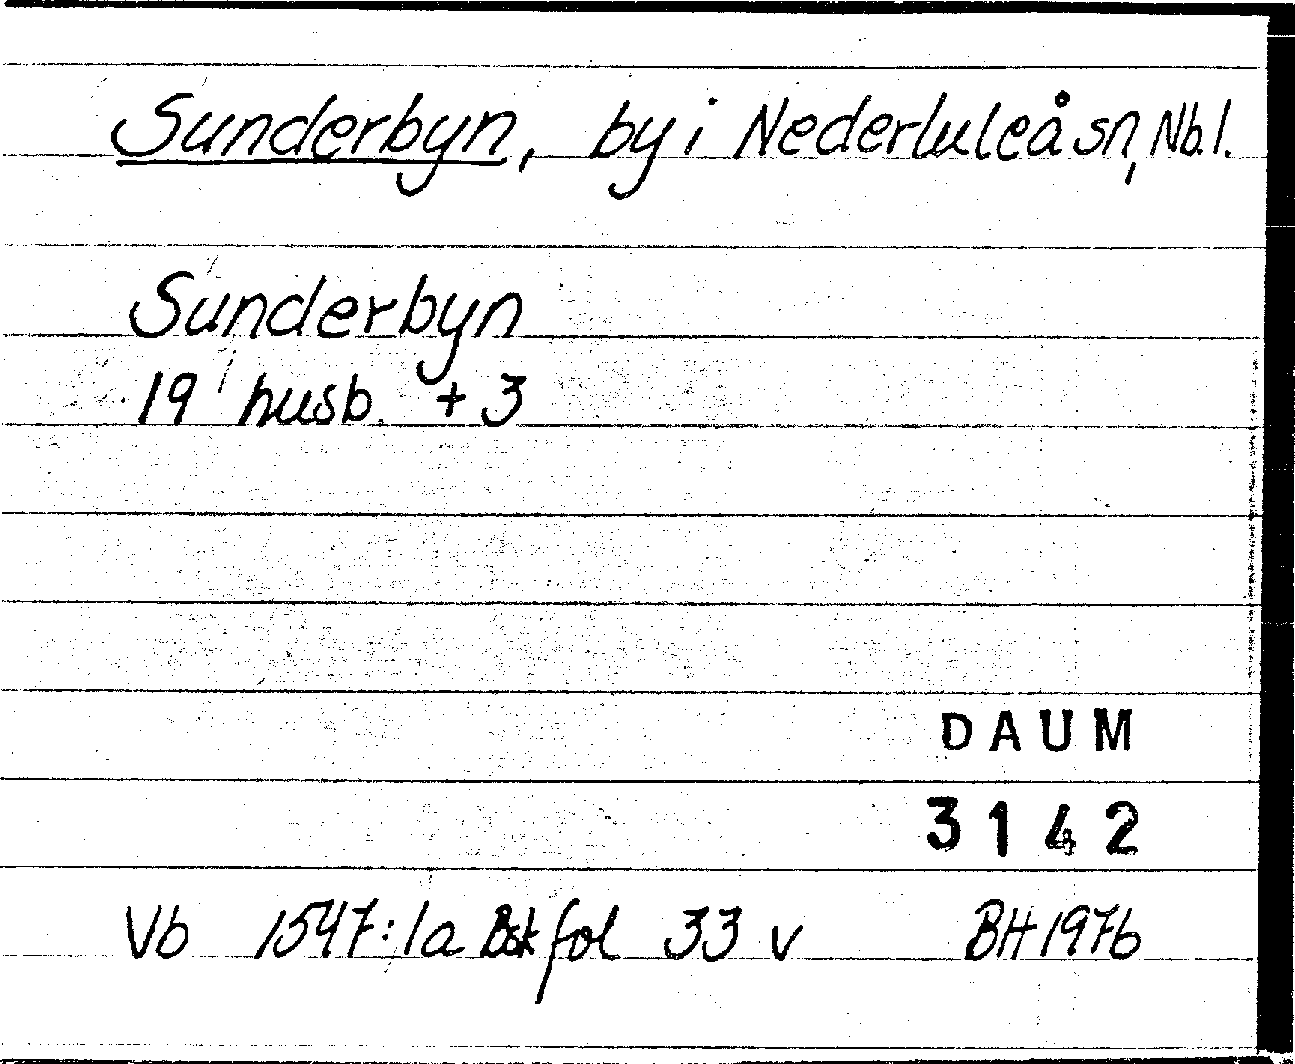 Sunderbyn, by i Nederluleå sn, Nb. l.
Sunderbyn
19 husb. + 3
DAUM
3142
Vb 1547:1a Bsk fol 33 v BH 1976